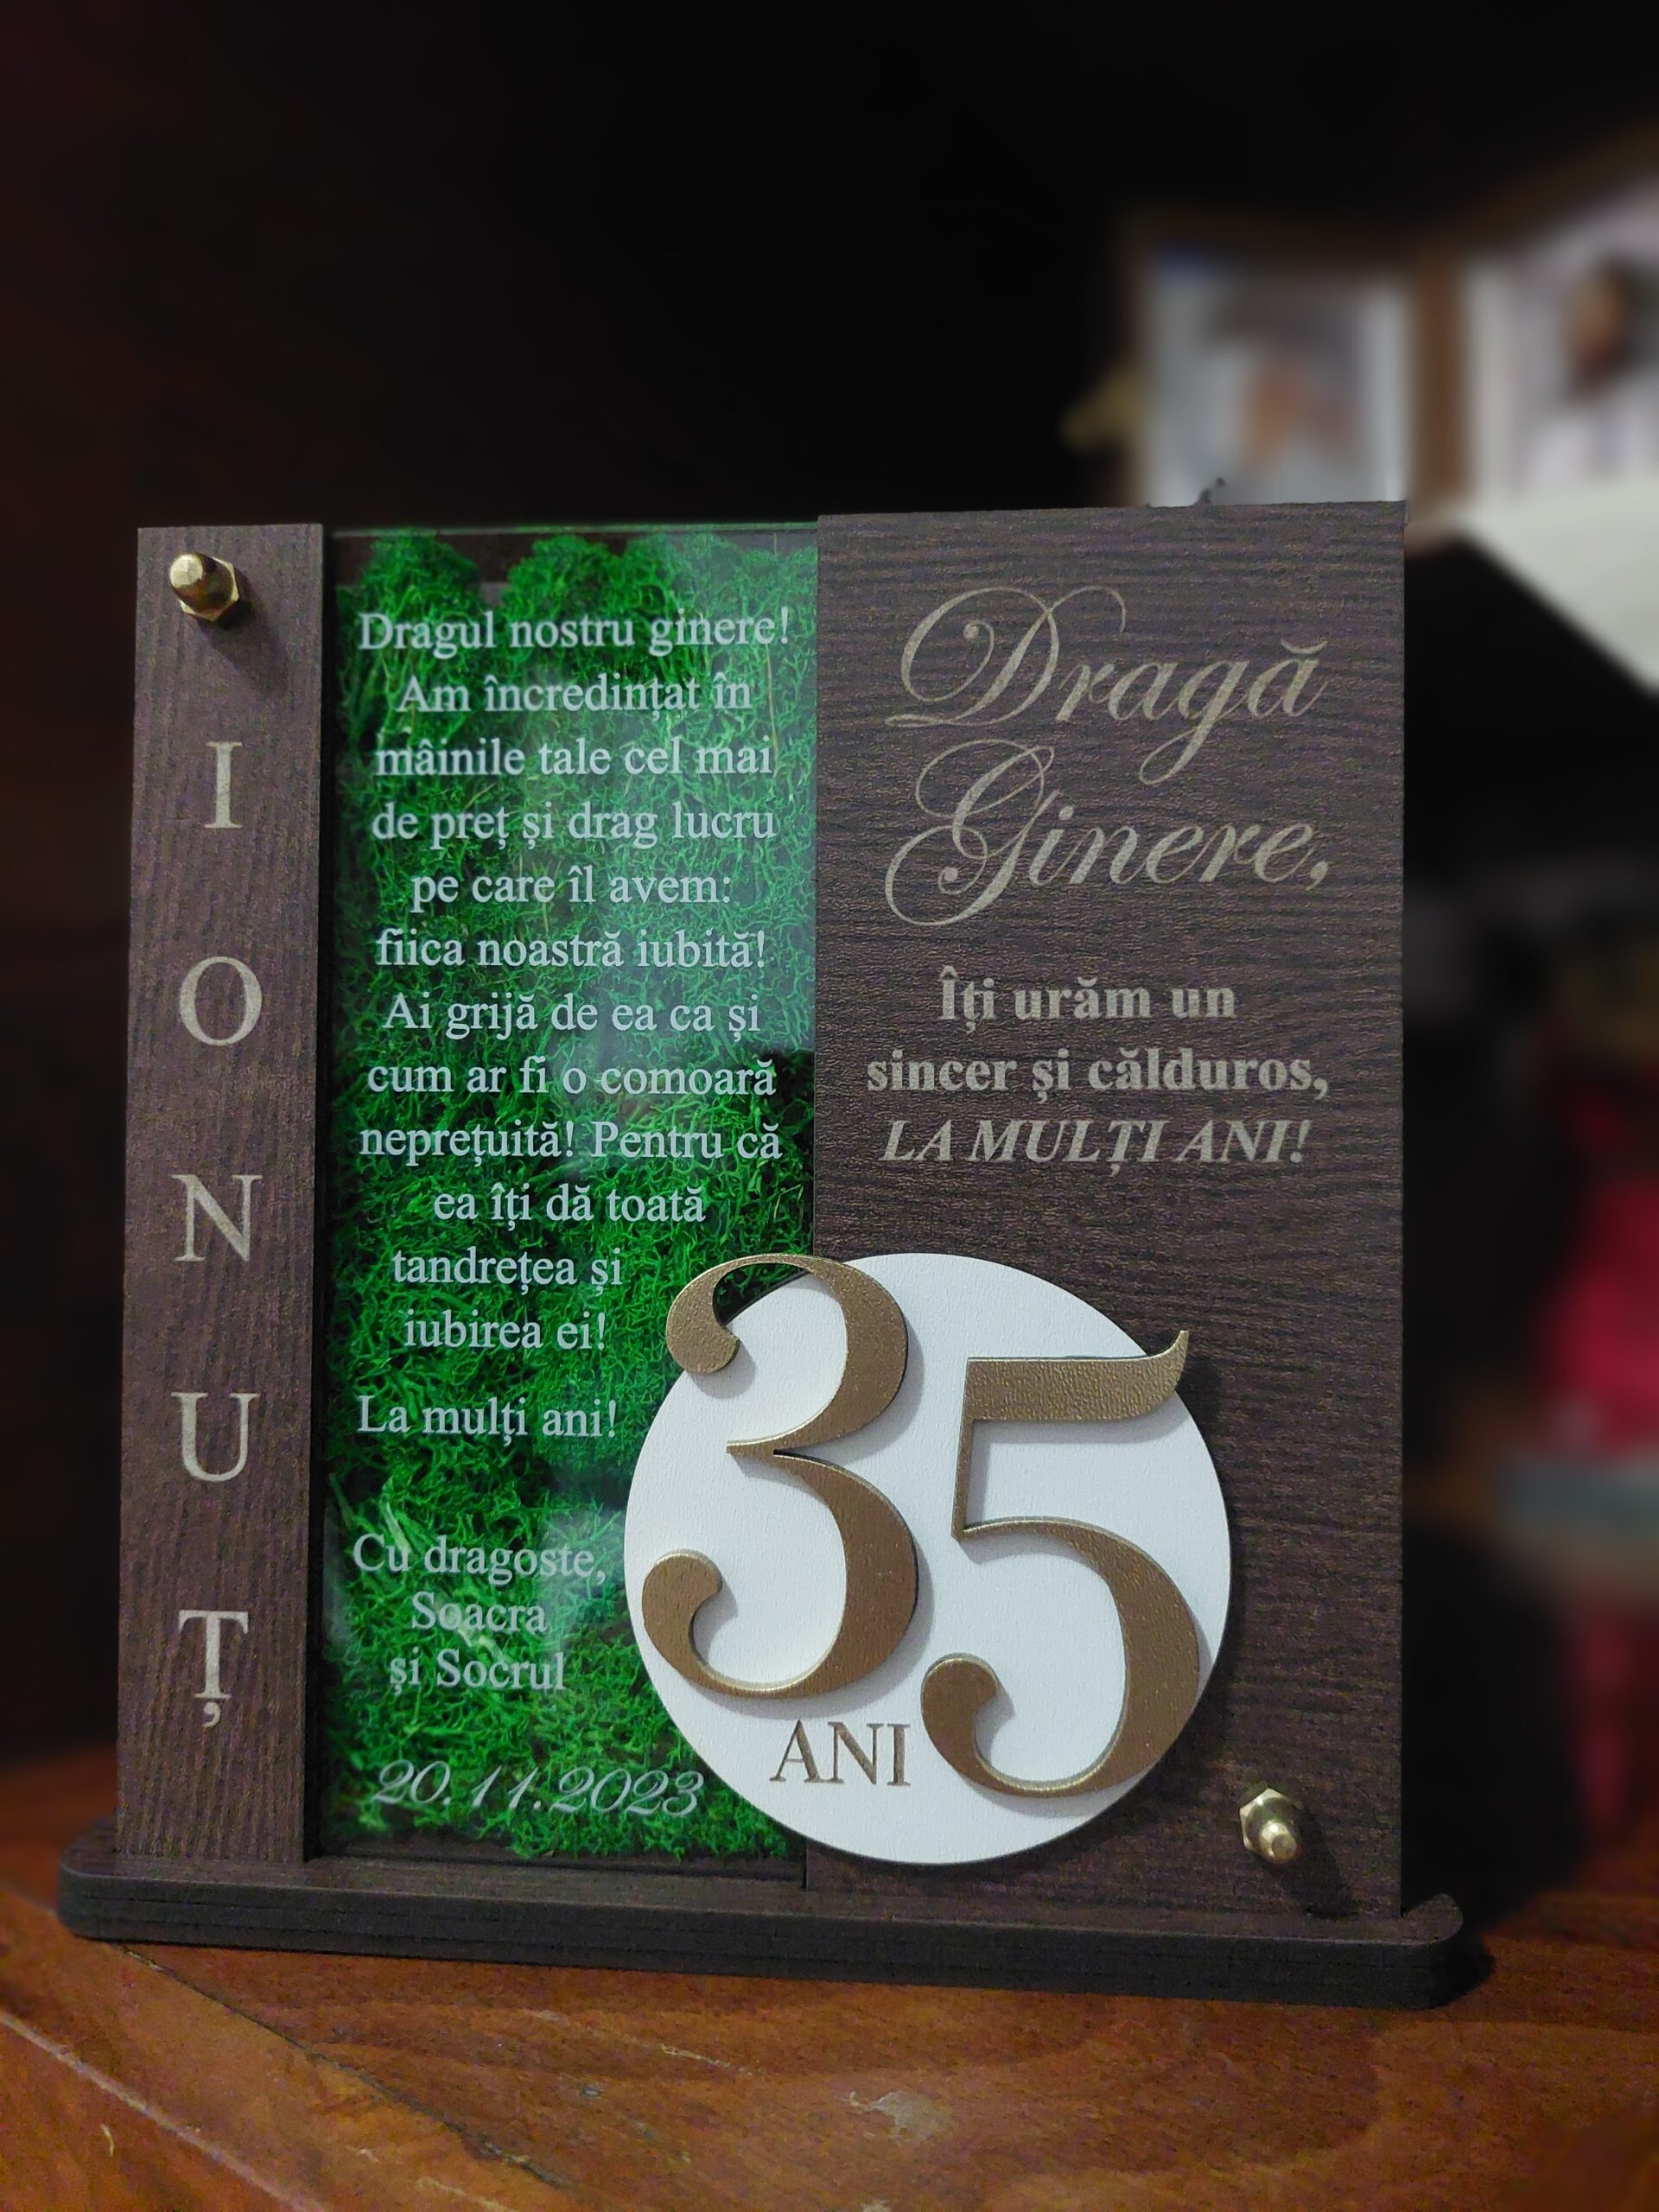 IONUȚ
Dragul nostru ginere!
Am încredințat în
mâinile tale cel mai
de preț și drag lucru
pe care îl avem:
fiica noastră iubită!
Ai grijă de ea ca și
cum ar fi o comoară
neprețuită! Pentru că
ea îți dă toată
tandrețea și
iubirea ei!
La mulți ani!
Cu dragoste,
Soacra
și Socrul
20.11.2023
Dragă
Ginere,
Îți urăm un
sincer și călduros,
LA MULȚI ANI!
35
ANI